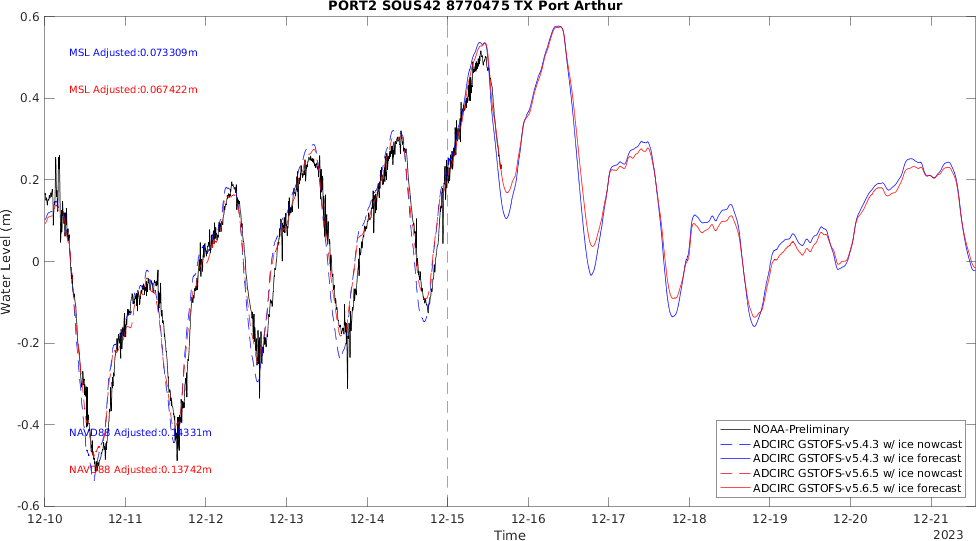 PORT2 SOUS42 8770475 TX Port Arthur
MSL Adjusted:0.073309m
MSL Adjusted:0.067422m
NAVD88 Adjusted:0.14331m
NAVD88 Adjusted:0.13742m
Water Level (m)
0.6
0.4
0.2
0
-0.2
-0.4
-0.6
NOAA-Preliminary
ADCIRC GSTOFS-v5.4.3 w/ ice nowcast
ADCIRC GSTOFS-v5.4.3 w/ ice forecast
ADCIRC GSTOFS-v5.6.5 w/ ice nowcast
ADCIRC GSTOFS-v5.6.5 w/ ice forecast
12-10 12-11 12-12 12-13 12-14 12-15 12-16 12-17 12-18 12-19 12-20 12-21
Time
2023